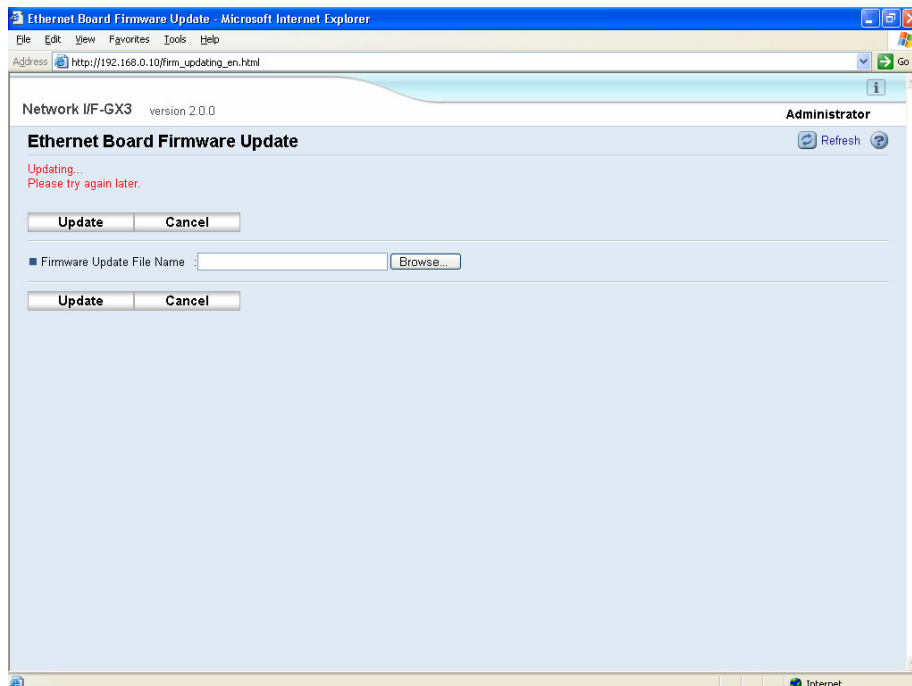 Ethernet Board Firmware Update - Microsoft Internet Explorer
File Edit View Favorites Tools Help
Address http://192.168.0.10/firm_updating_en.html Go
i
Network I/F-GX3 version 2.0.0
Administrator
Ethernet Board Firmware Update
Refresh ?
Updating...
Please try again later.
Update Cancel
Firmware Update File Name : Browse...
Update Cancel
Internet